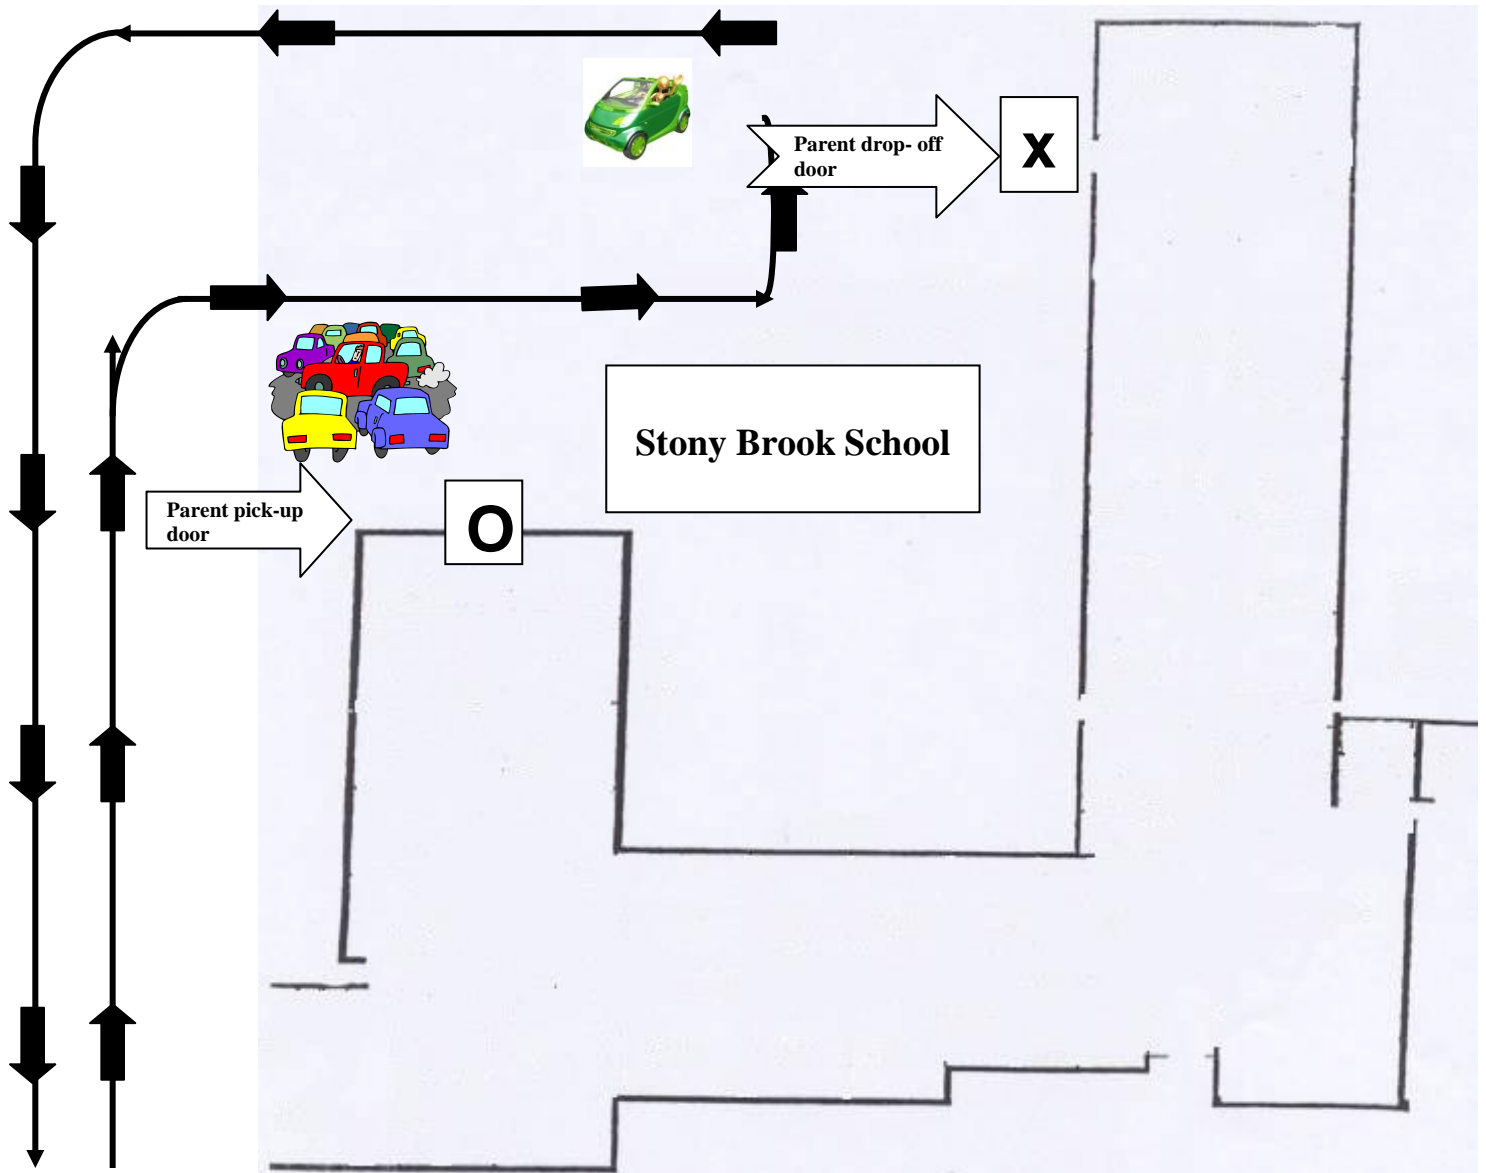 Parent drop- off
door
X
Stony Brook School
Parent pick-up
door
O